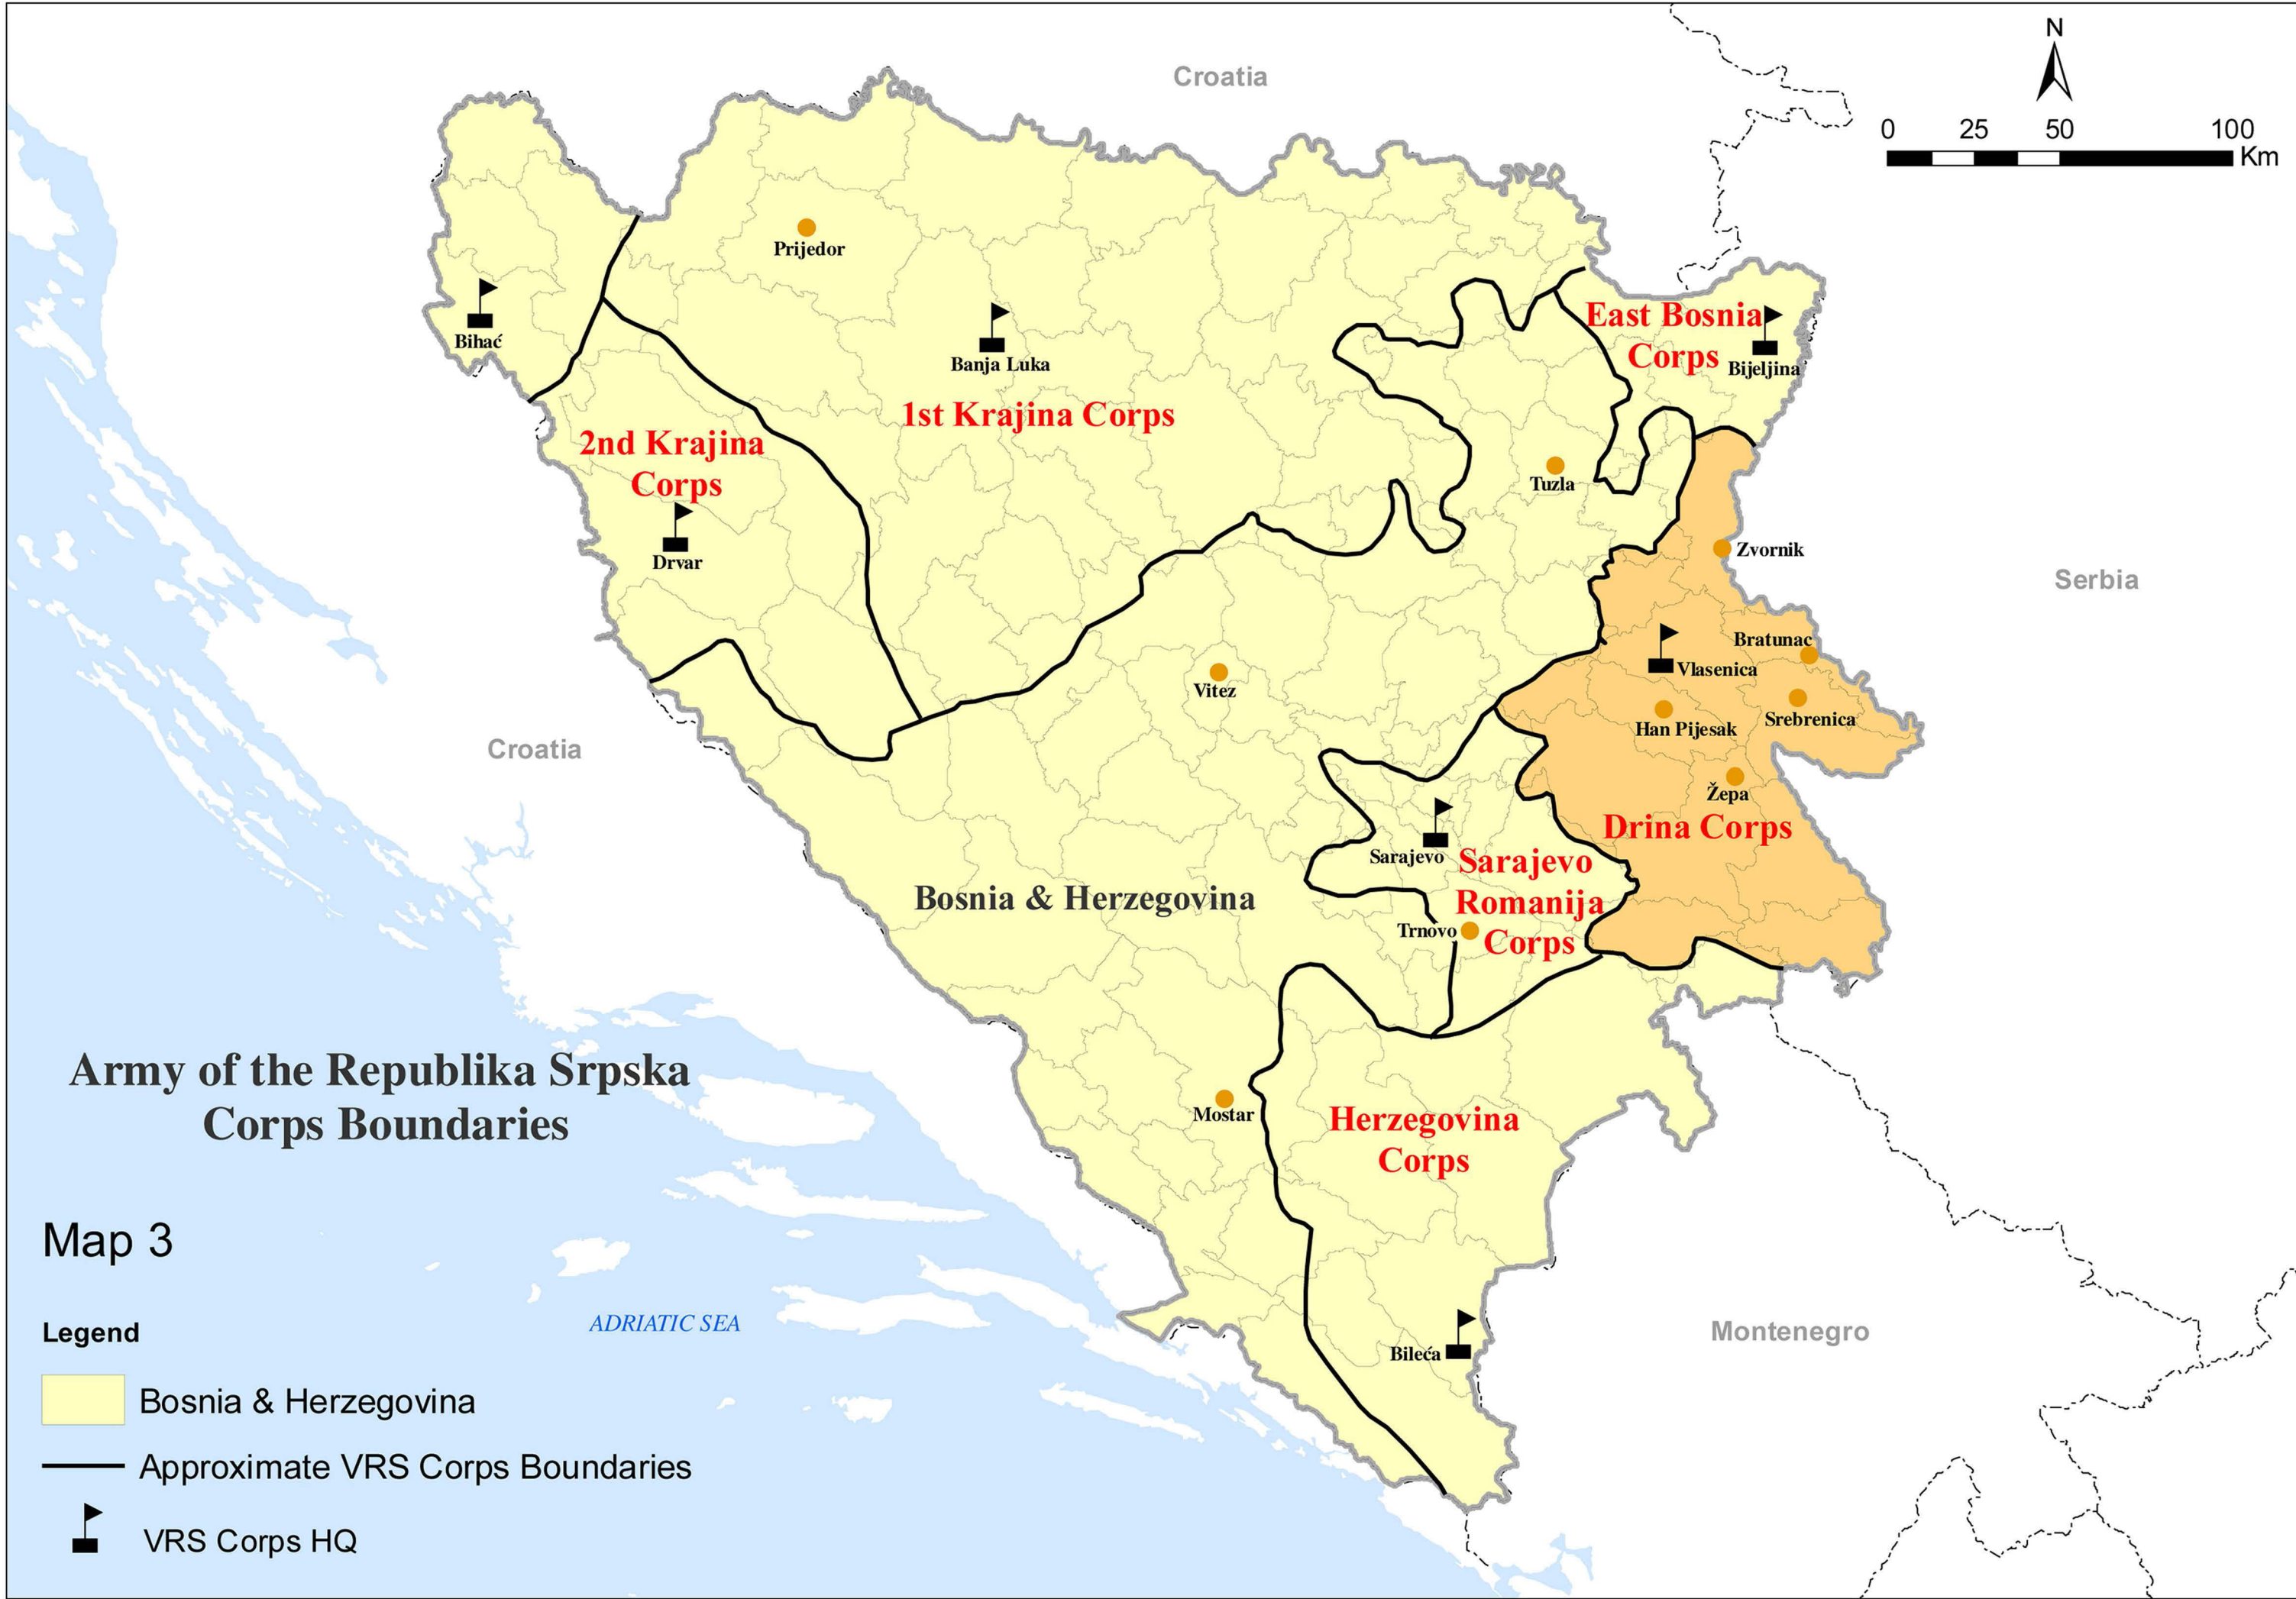 Croatia
N
0 25 50 100
Km
Prijedor
Bihać
Banja Luka
East Bosnia
Corps
Bijeljina
1st Krajina Corps
2nd Krajina
Corps
Drvar
Tuzla
Zvornik
Serbia
Bratunac
Vlasenica
Vitez
Han Pijesak
Srebrenica
Croatia
Žepa
Drina Corps
Sarajevo
Sarajevo
Romanija
Corps
Bosnia & Herzegovina
Trnovo
Army of the Republika Srpska
Corps Boundaries
Mostar
Herzegovina
Corps
Map 3
ADRIATIC SEA
Montenegro
Bileća
Legend
Bosnia & Herzegovina
Approximate VRS Corps Boundaries
VRS Corps HQ